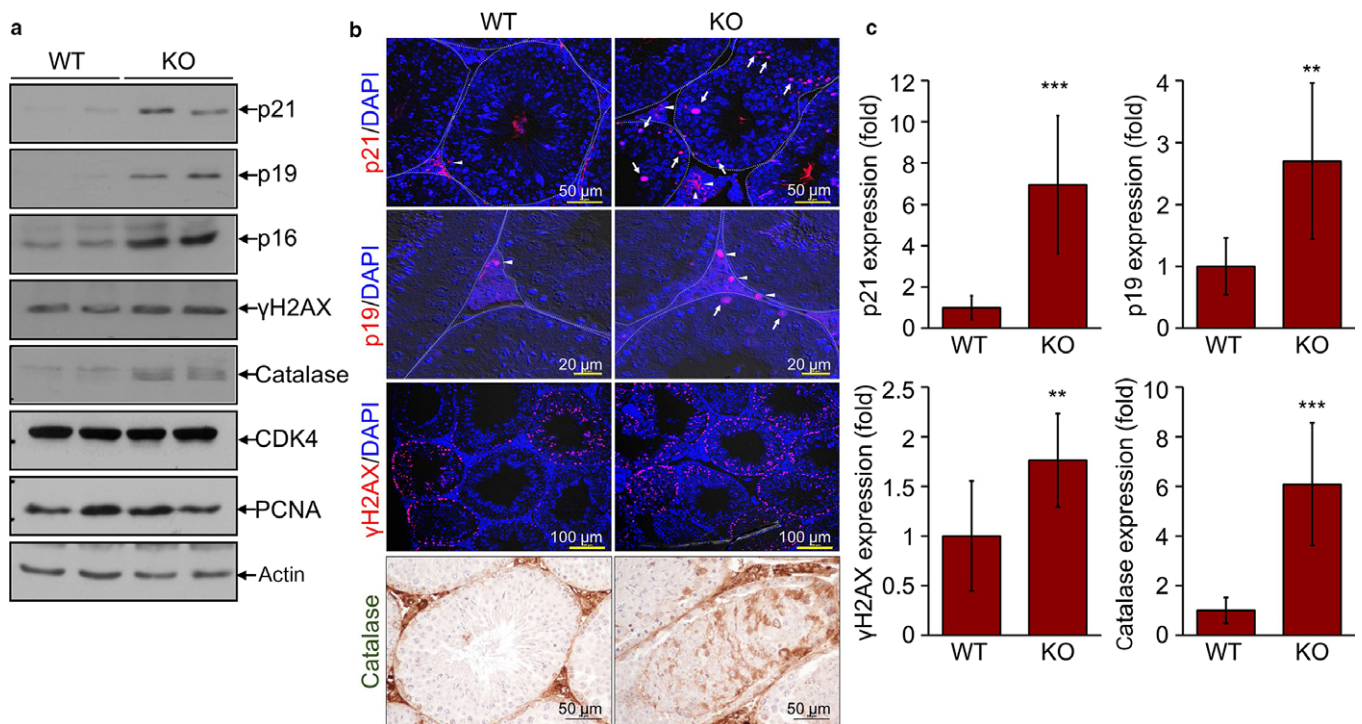 a
WT KO
p21
p19
p16
γH2AX
Catalase
CDK4
PCNA
Actin
b
WT KO
p21/DAPI
50 µm 50 µm
p19/DAPI
20 µm 20 µm
γH2AX/DAPI
100 µm 100 µm
Catalase
50 µm 50 µm
c
p21 expression (fold)
12
10
8
6
4
2
0
***
WT KO
p19 expression (fold)
4
3
2
1
0
**
WT KO
γH2AX expression (fold)
2.5
2
1.5
1
0.5
0
**
WT KO
Catalase expression (fold)
10
8
6
4
2
0
***
WT KO